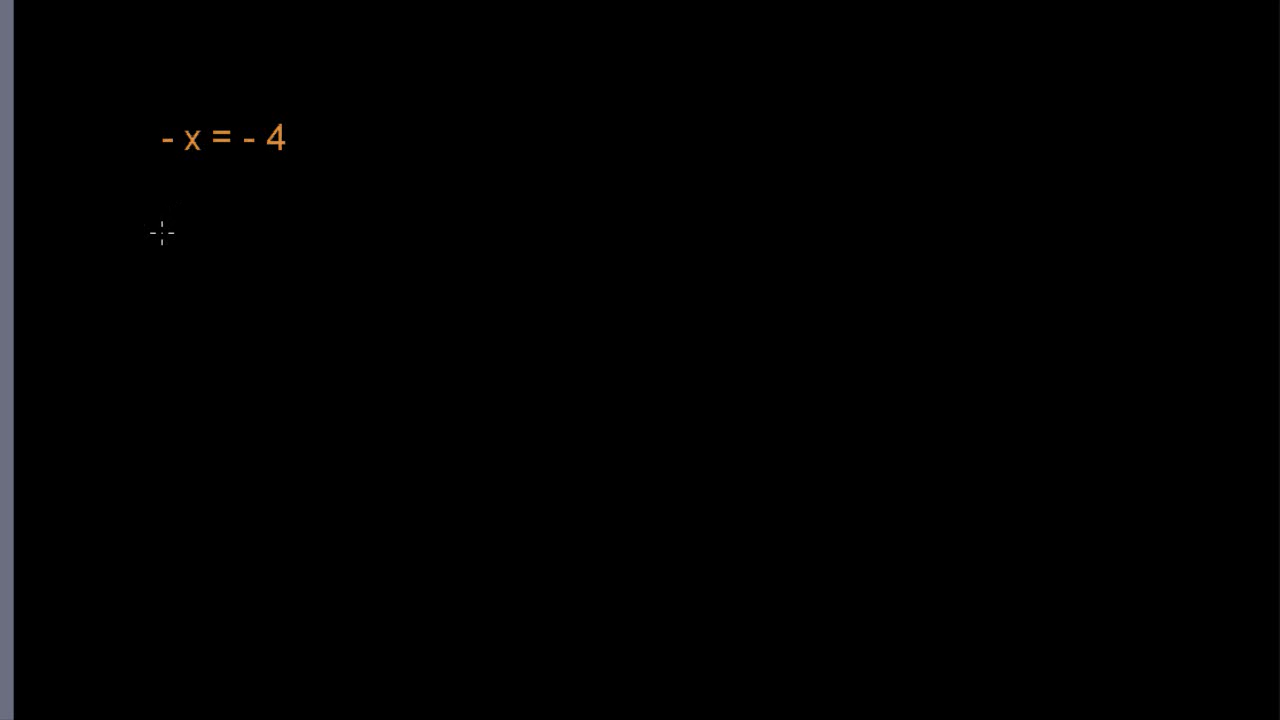 - x = - 4